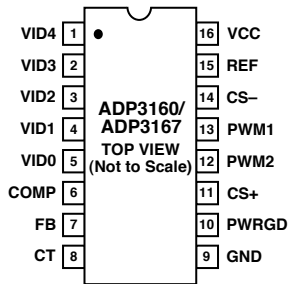 VID4 1 16 VCC
VID3 2 15 REF
VID2 3 14 CS–
ADP3160/
VID1 4 ADP3167 13 PWM1
TOP VIEW
VID0 5 (Not to Scale) 12 PWM2
COMP 6 11 CS+
FB 7 10 PWRGD
CT 8 9 GND